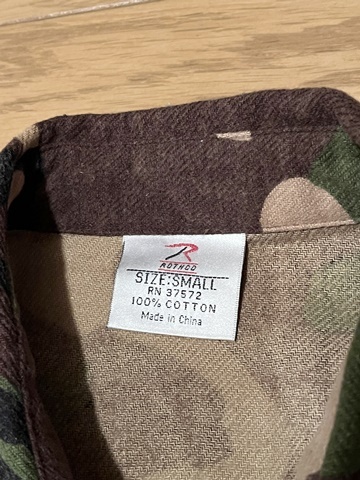 ROTHCO
SIZE:SMALL
RN 37572
100% COTTON
Made in China